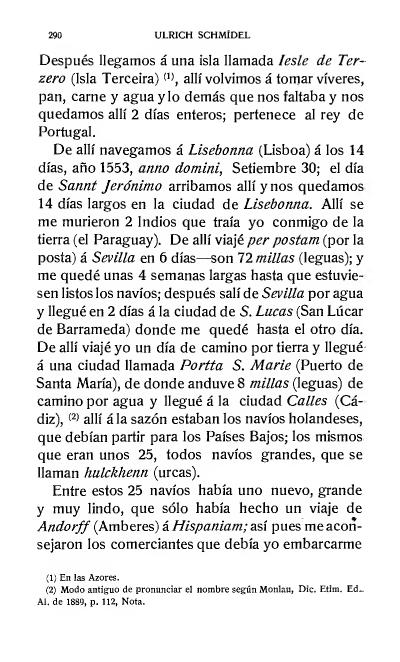 290 ULRICH SCHMÍDEL
Después llegamos á una isla llamada Iesle de Ter-
zero (Isla Terceira) (1), allí volvimos á tomar víveres,
pan, carne y agua y lo demás que nos faltaba y nos
quedamos allí 2 días enteros; pertenece al rey de
Portugal.
De allí navegamos á Lisebonna (Lisboa) á los 14
días, año 1553, anno domini, Setiembre 30; el día
de Sannt Jerónimo arribamos allí y nos quedamos
14 días largos en la ciudad de Lisebonna. Allí se
me murieron 2 Indios que traía yo conmigo de la
tierra (el Paraguay). De allí viajé per postam (por la
posta) á Sevilla en 6 días—son 72 millas (leguas); y
me quedé unas 4 semanas largas hasta que estuvie-
sen listos los navíos; después salí de Sevilla por agua
y llegué en 2 días á la ciudad de S. Lucas (San Lúcar
de Barrameda) donde me quedé hasta el otro día.
De allí viajé yo un día de camino por tierra y llegué
á una ciudad llamada Portta S. Marie (Puerto de
Santa María), de donde anduve 8 millas (leguas) de
camino por agua y llegué á la ciudad Calles (Cá-
diz), (2) allí á la sazón estaban los navíos holandeses,
que debían partir para los Países Bajos; los mismos
que eran unos 25, todos navíos grandes, que se
llaman hulckhenn (urcas).
Entre estos 25 navíos había uno nuevo, grande
y muy lindo, que sólo había hecho un viaje de
Andorff (Amberes) á Hispaniam; así pues me acon-
sejaron los comerciantes que debía yo embarcarme
(1) En las Azores.
(2) Modo antiguo de pronunciar el nombre según Monlau, Dic. Etim. Ed.
Al. de 1889, p. 112, Nota.